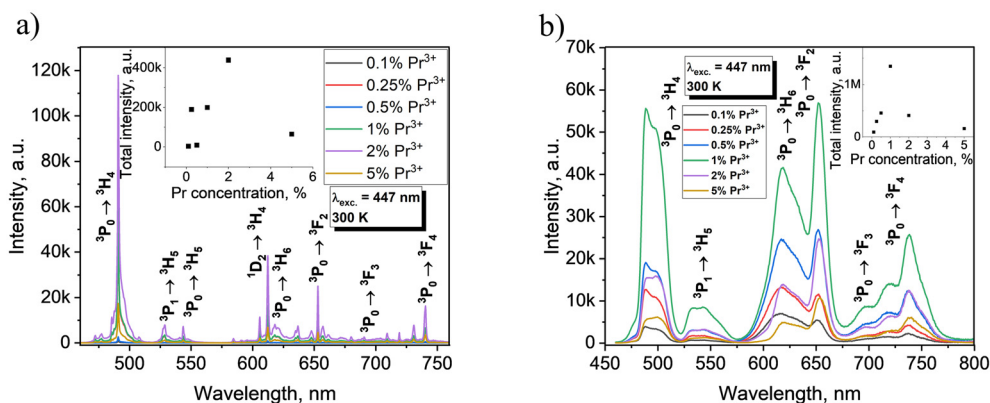 a)
120k
100k
80k
60k
40k
20k
0
Intensity, a.u.
500
550
600
650
700
750
Wavelength, nm
400k
200k
0
Total intensity, a.u.
0
2
4
6
Pr concentration, %
0.1% Pr³⁺
0.25% Pr³⁺
0.5% Pr³⁺
1% Pr³⁺
2% Pr³⁺
5% Pr³⁺
λexc. = 447 nm
300 K
³P₀ → ³H₄
³P₁ → ³H₅
³P₀ → ³H₅
¹D₂ → ³H₄
³P₀ → ³H₆
³P₀ → ³F₂
³P₀ → ³F₃
³P₀ → ³F₄
b)
70k
60k
50k
40k
30k
20k
10k
0
Intensity, a.u.
450
500
550
600
650
700
750
800
Wavelength, nm
λexc. = 447 nm
300 K
0.1% Pr³⁺
0.25% Pr³⁺
0.5% Pr³⁺
1% Pr³⁺
2% Pr³⁺
5% Pr³⁺
1M
0
Total intensity, a.u.
0
1
2
3
4
5
Pr concentration, %
³P₀ → ³H₄
³P₁ → ³H₅
³P₀ → ³H₆
³P₀ → ³F₂
³P₀ → ³F₃
³P₀ → ³F₄